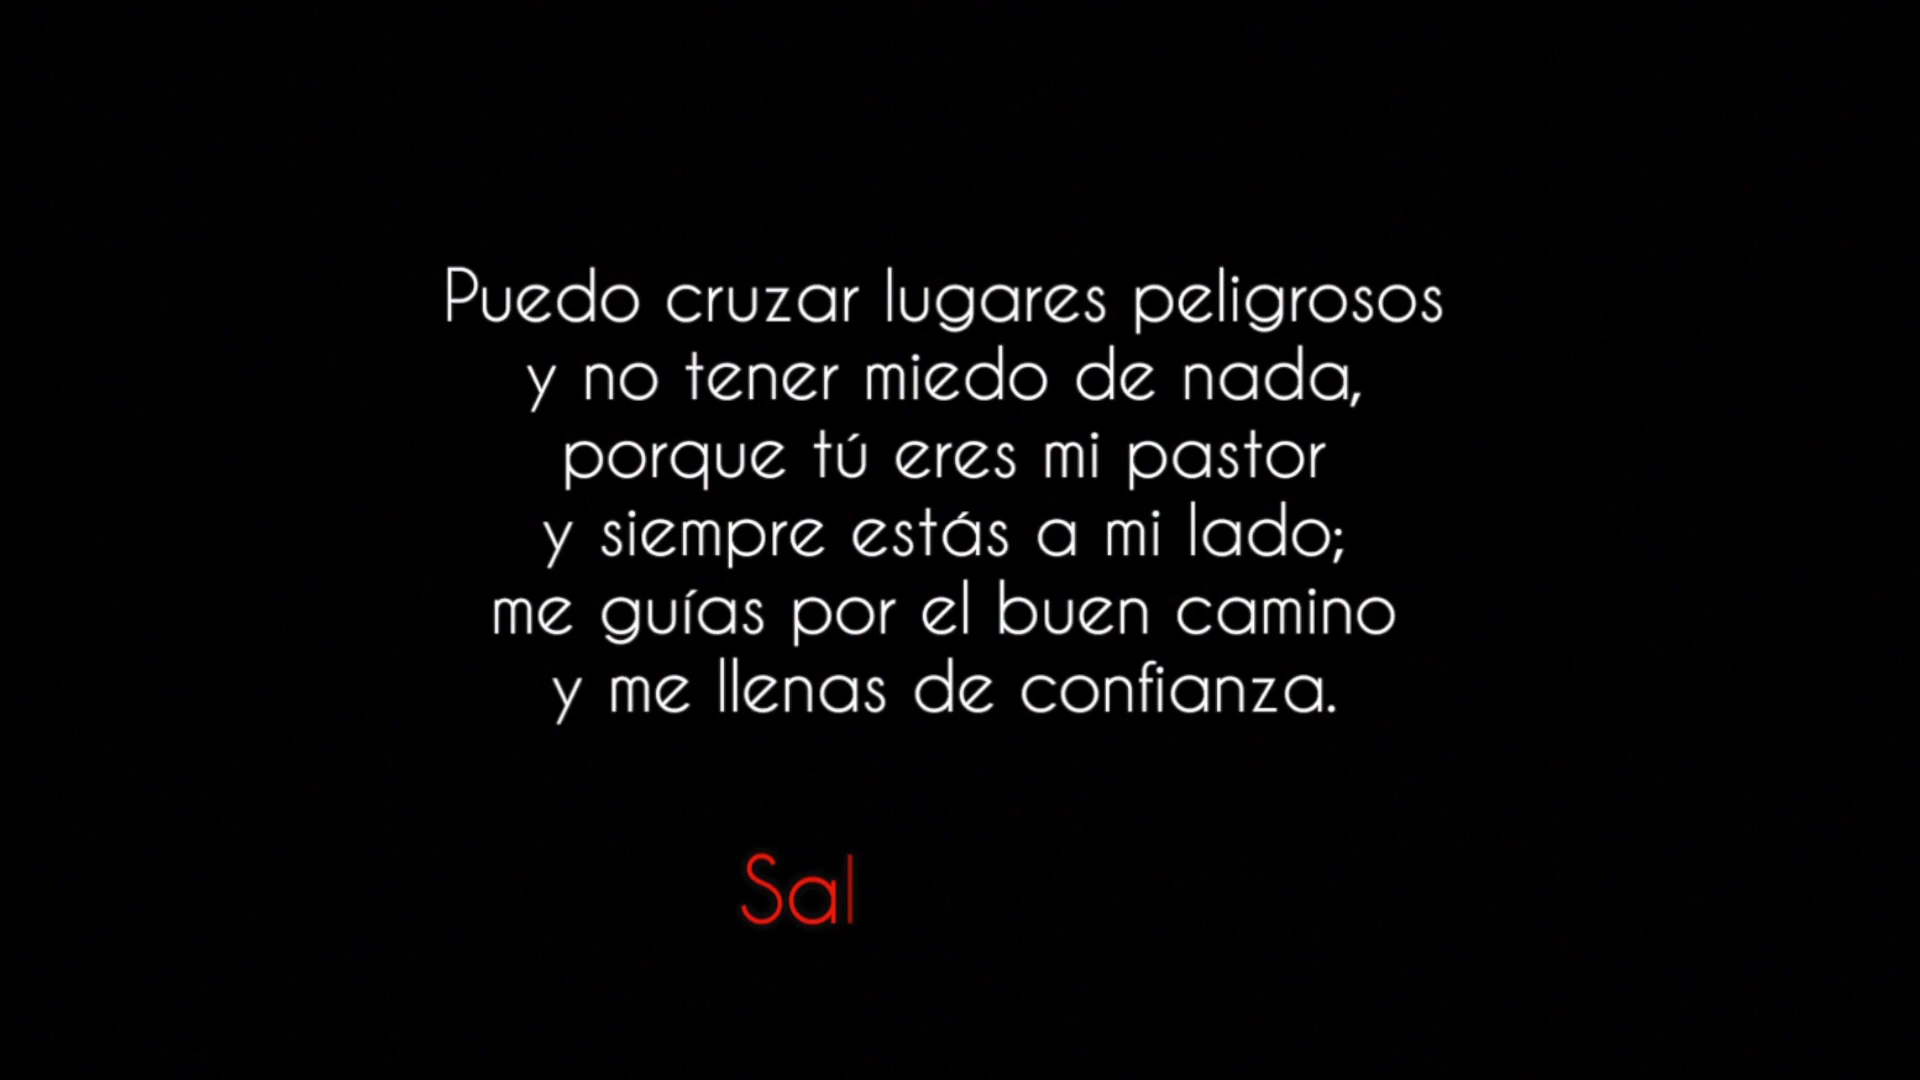 Puedo cruzar lugares peligrosos
y no tener miedo de nada,
porque tú eres mi pastor
y siempre estás a mi lado;
me guías por el buen camino
y me llenas de confianza.
Sal